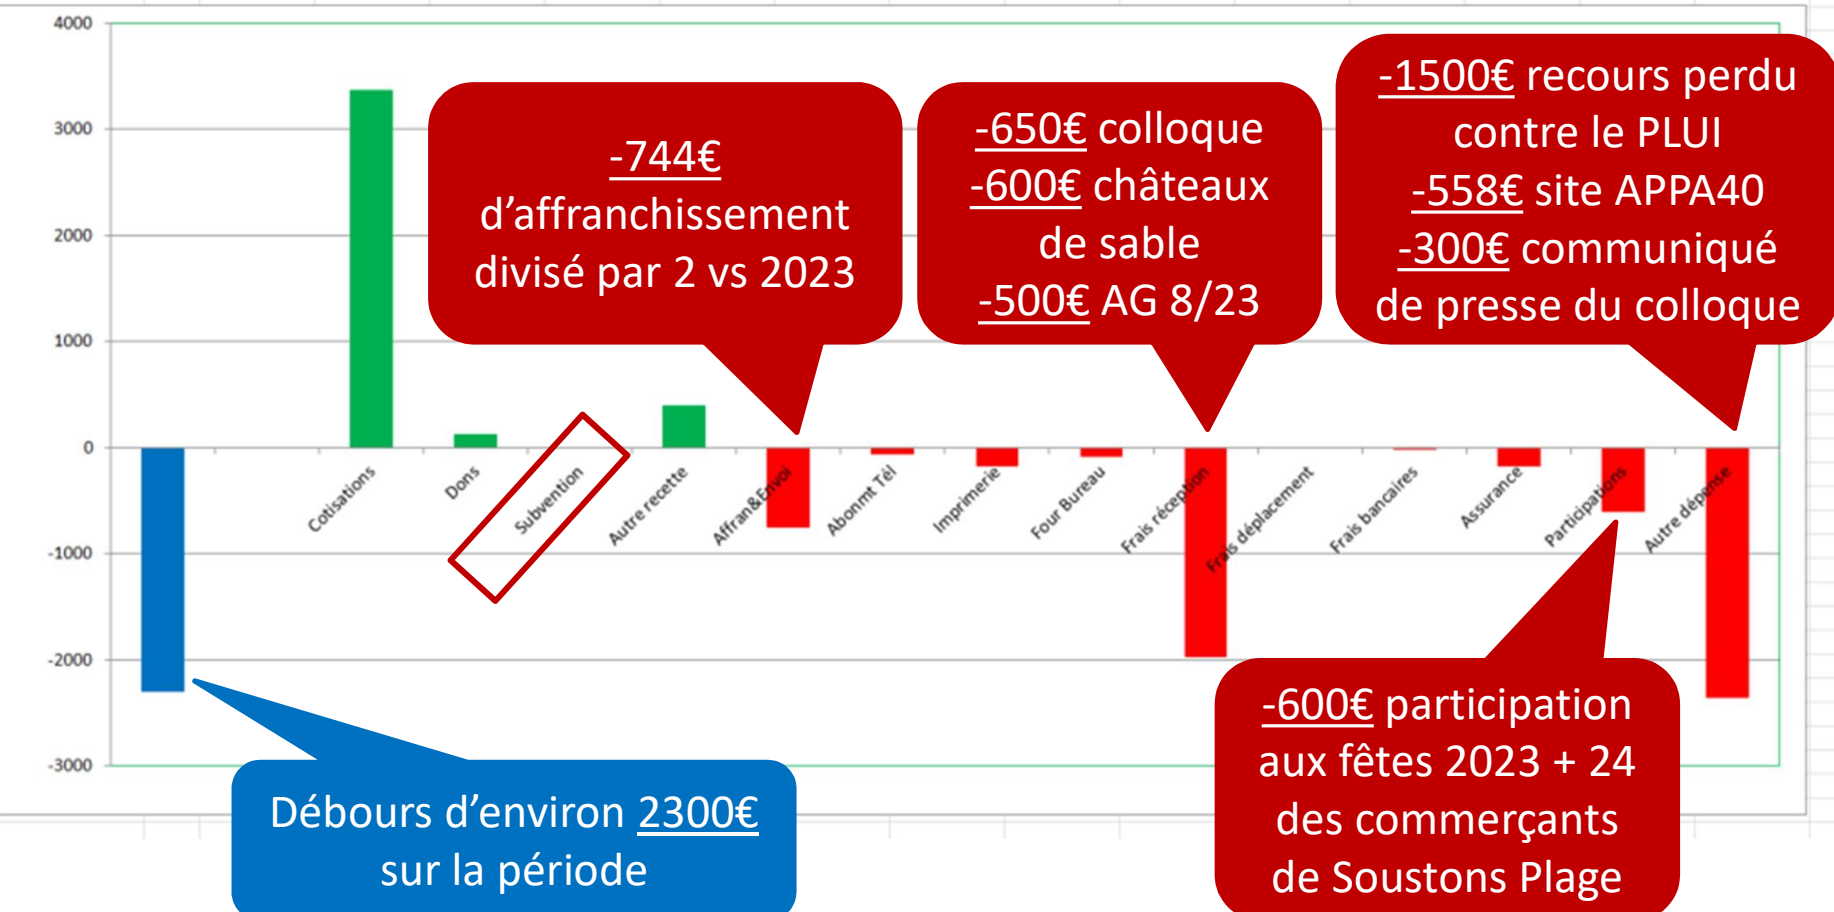 4000
3000
2000
1000
0
-1000
-2000
-3000
-744€
d’affranchissement
divisé par 2 vs 2023
-650€ colloque
-600€ châteaux
de sable
-500€ AG 8/23
-1500€ recours perdu
contre le PLUI
-558€ site APPA40
-300€ communiqué
de presse du colloque
Cotisations
Dons
Subvention
Autre recette
Affran&Envoi
Abonmt Tél
Imprimerie
Four Bureau
Frais réception
Frais déplacement
Frais bancaires
Assurance
Participations
Autre dépense
Débours d’environ 2300€
sur la période
-600€ participation
aux fêtes 2023 + 24
des commerçants
de Soustons Plage